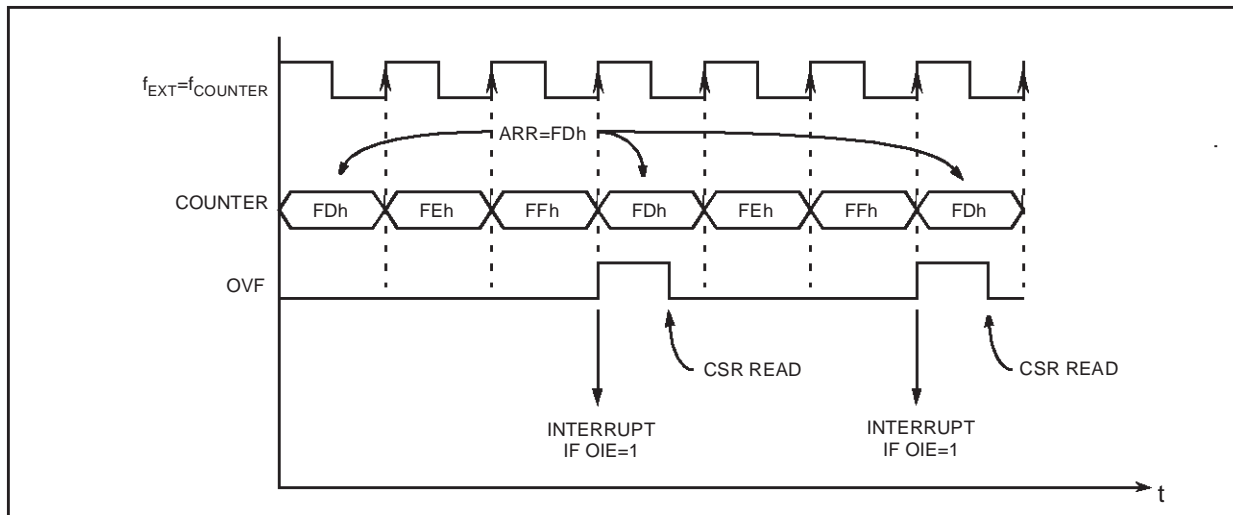 fEXT=fCOUNTER
ARR=FDh
COUNTER
FDh FEh FFh FDh FEh FFh FDh
OVF
CSR READ
CSR READ
INTERRUPT
IF OIE=1
INTERRUPT
IF OIE=1
t